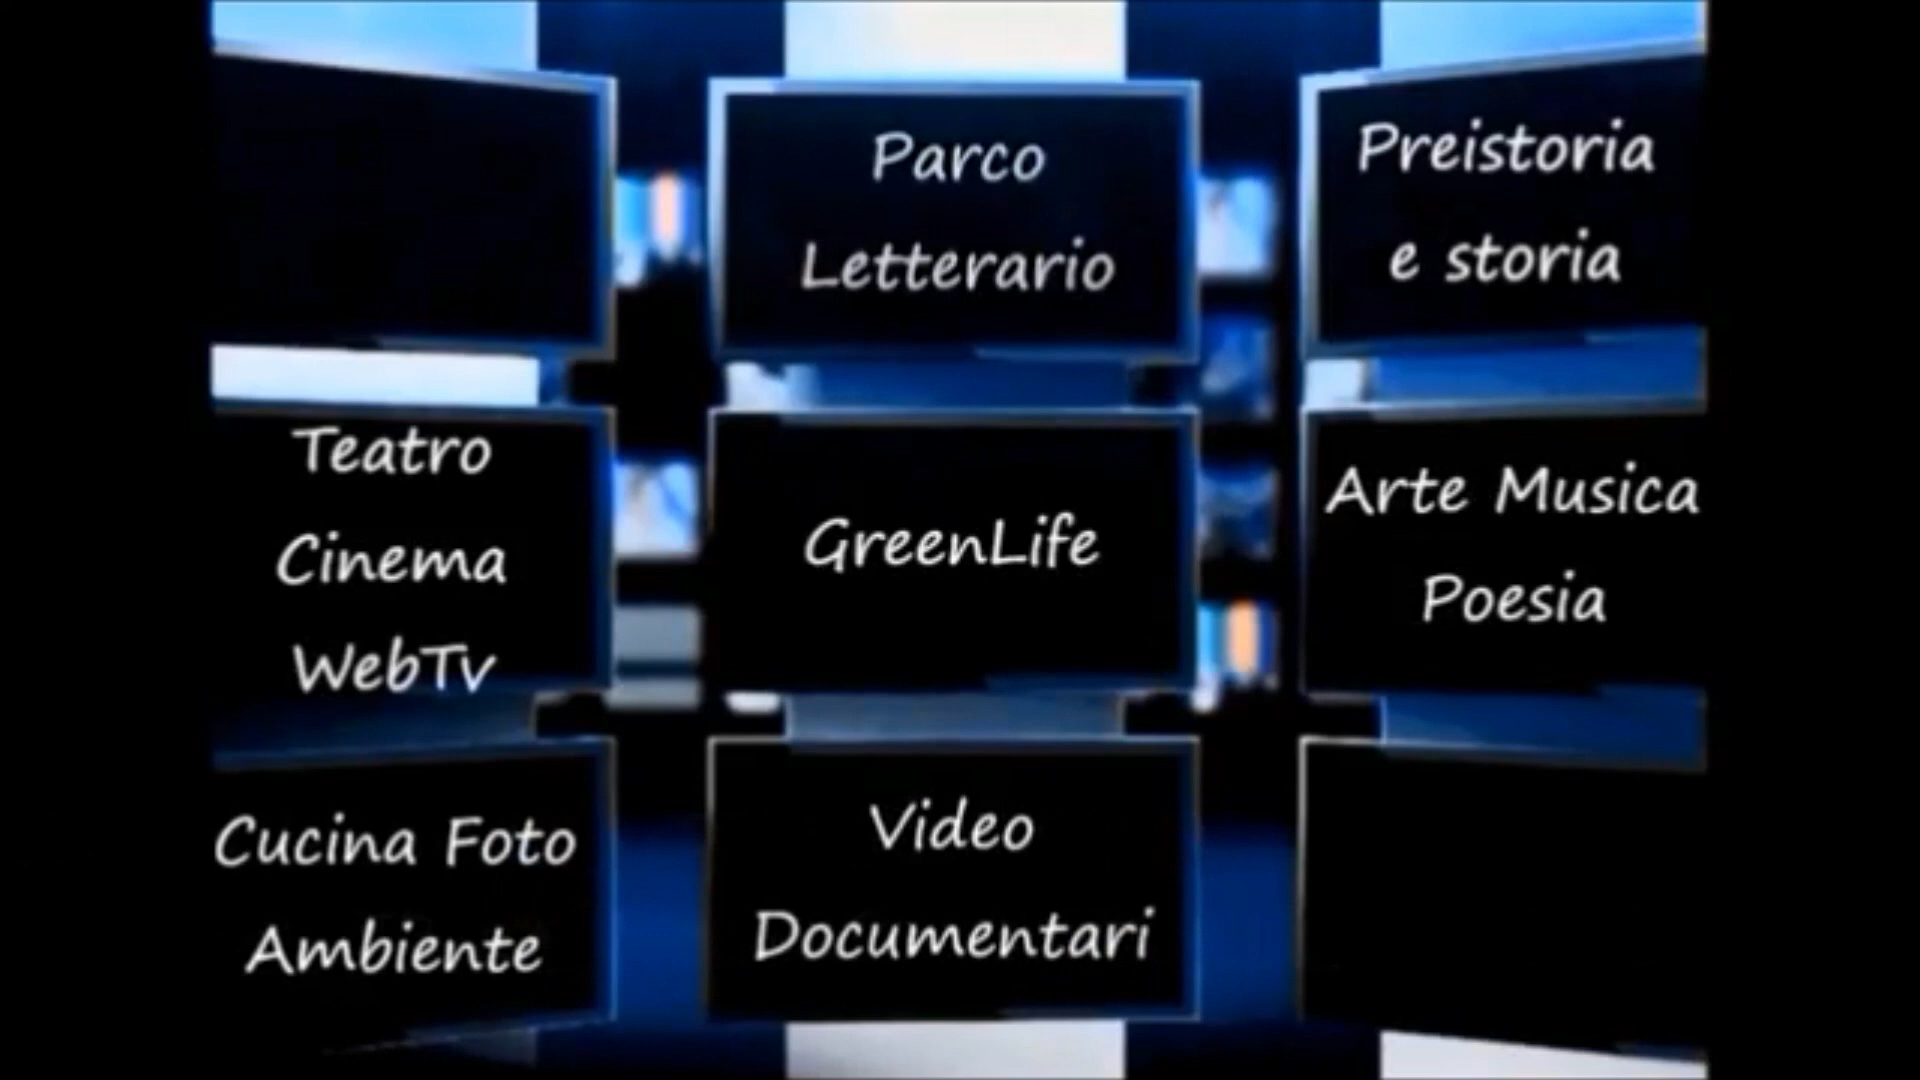 Parco
Letterario
Preistoria
e storia
Teatro
Cinema
WebTv
GreenLife
Arte Musica
Poesia
Cucina Foto
Ambiente
Video
Documentari